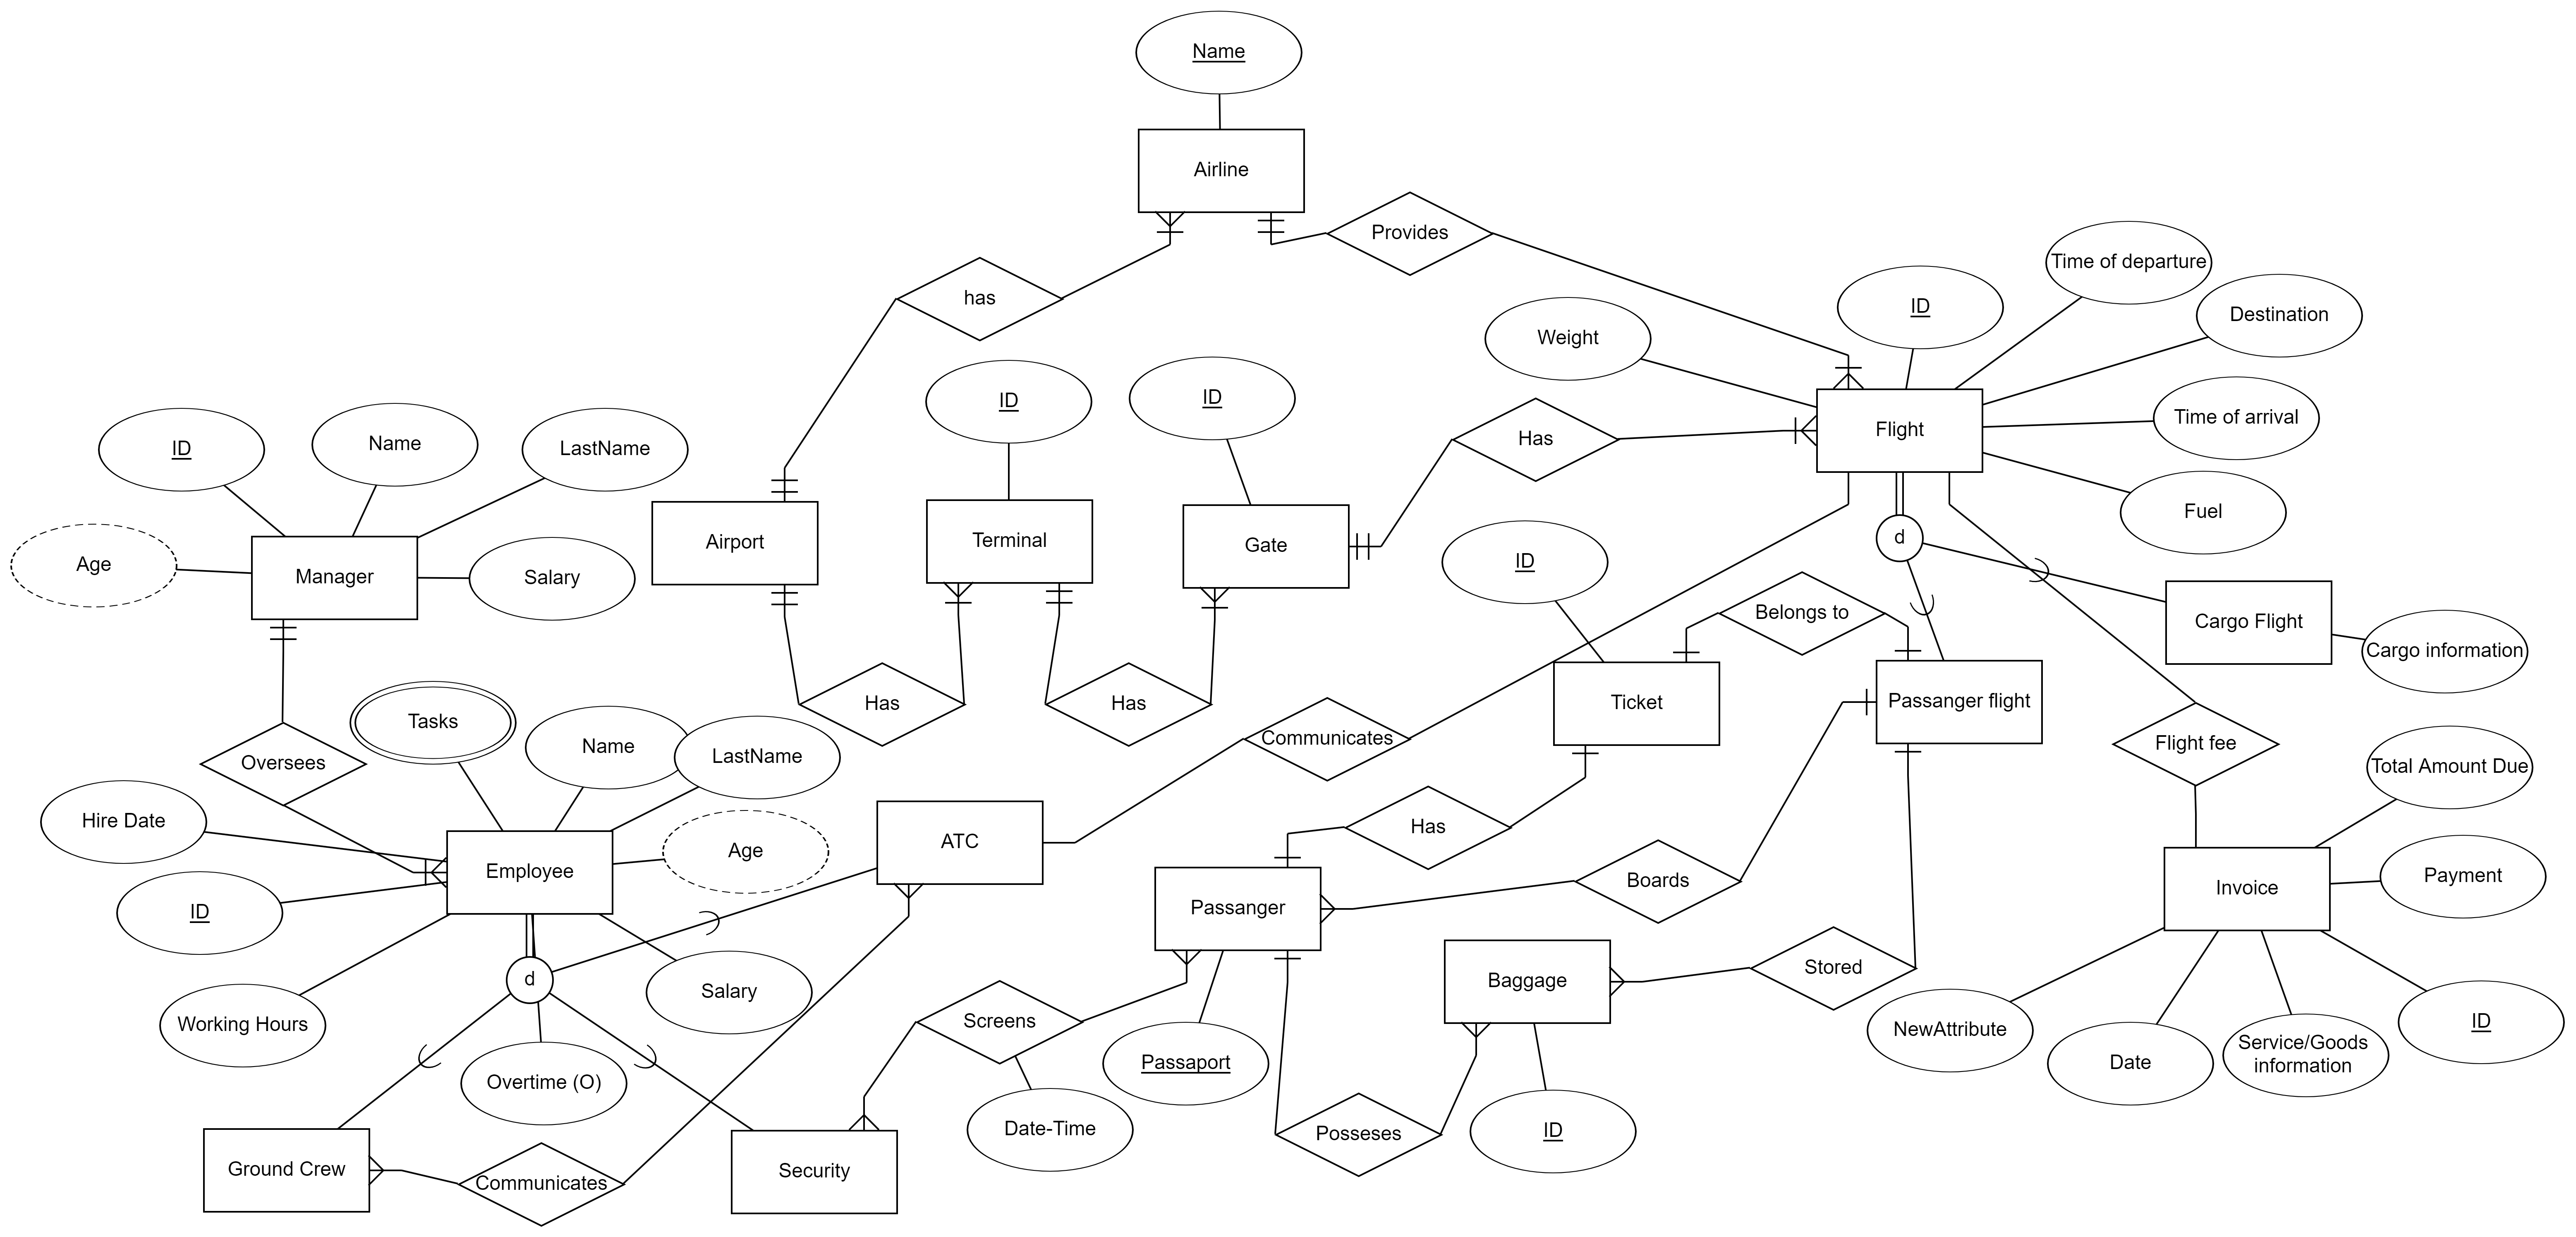 Name
Airline
Provides
Time of departure
has
ID
Destination
Weight
ID
ID
Time of arrival
Flight
Has
ID
Name
LastName
Fuel
Airport
Terminal
Gate
d
Age
Manager
Salary
ID
Belongs to
Cargo Flight
Cargo information
Has
Has
Ticket
Passanger flight
Tasks
Name
LastName
Communicates
Flight fee
Oversees
Total Amount Due
Hire Date
Age
ATC
Has
Employee
Boards
Invoice
Payment
ID
Passanger
d
Salary
Baggage
Stored
Working Hours
Screens
NewAttribute
ID
Overtime (O)
Passaport
Date
Service/Goods
information
Date-Time
Posseses
ID
Ground Crew
Communicates
Security